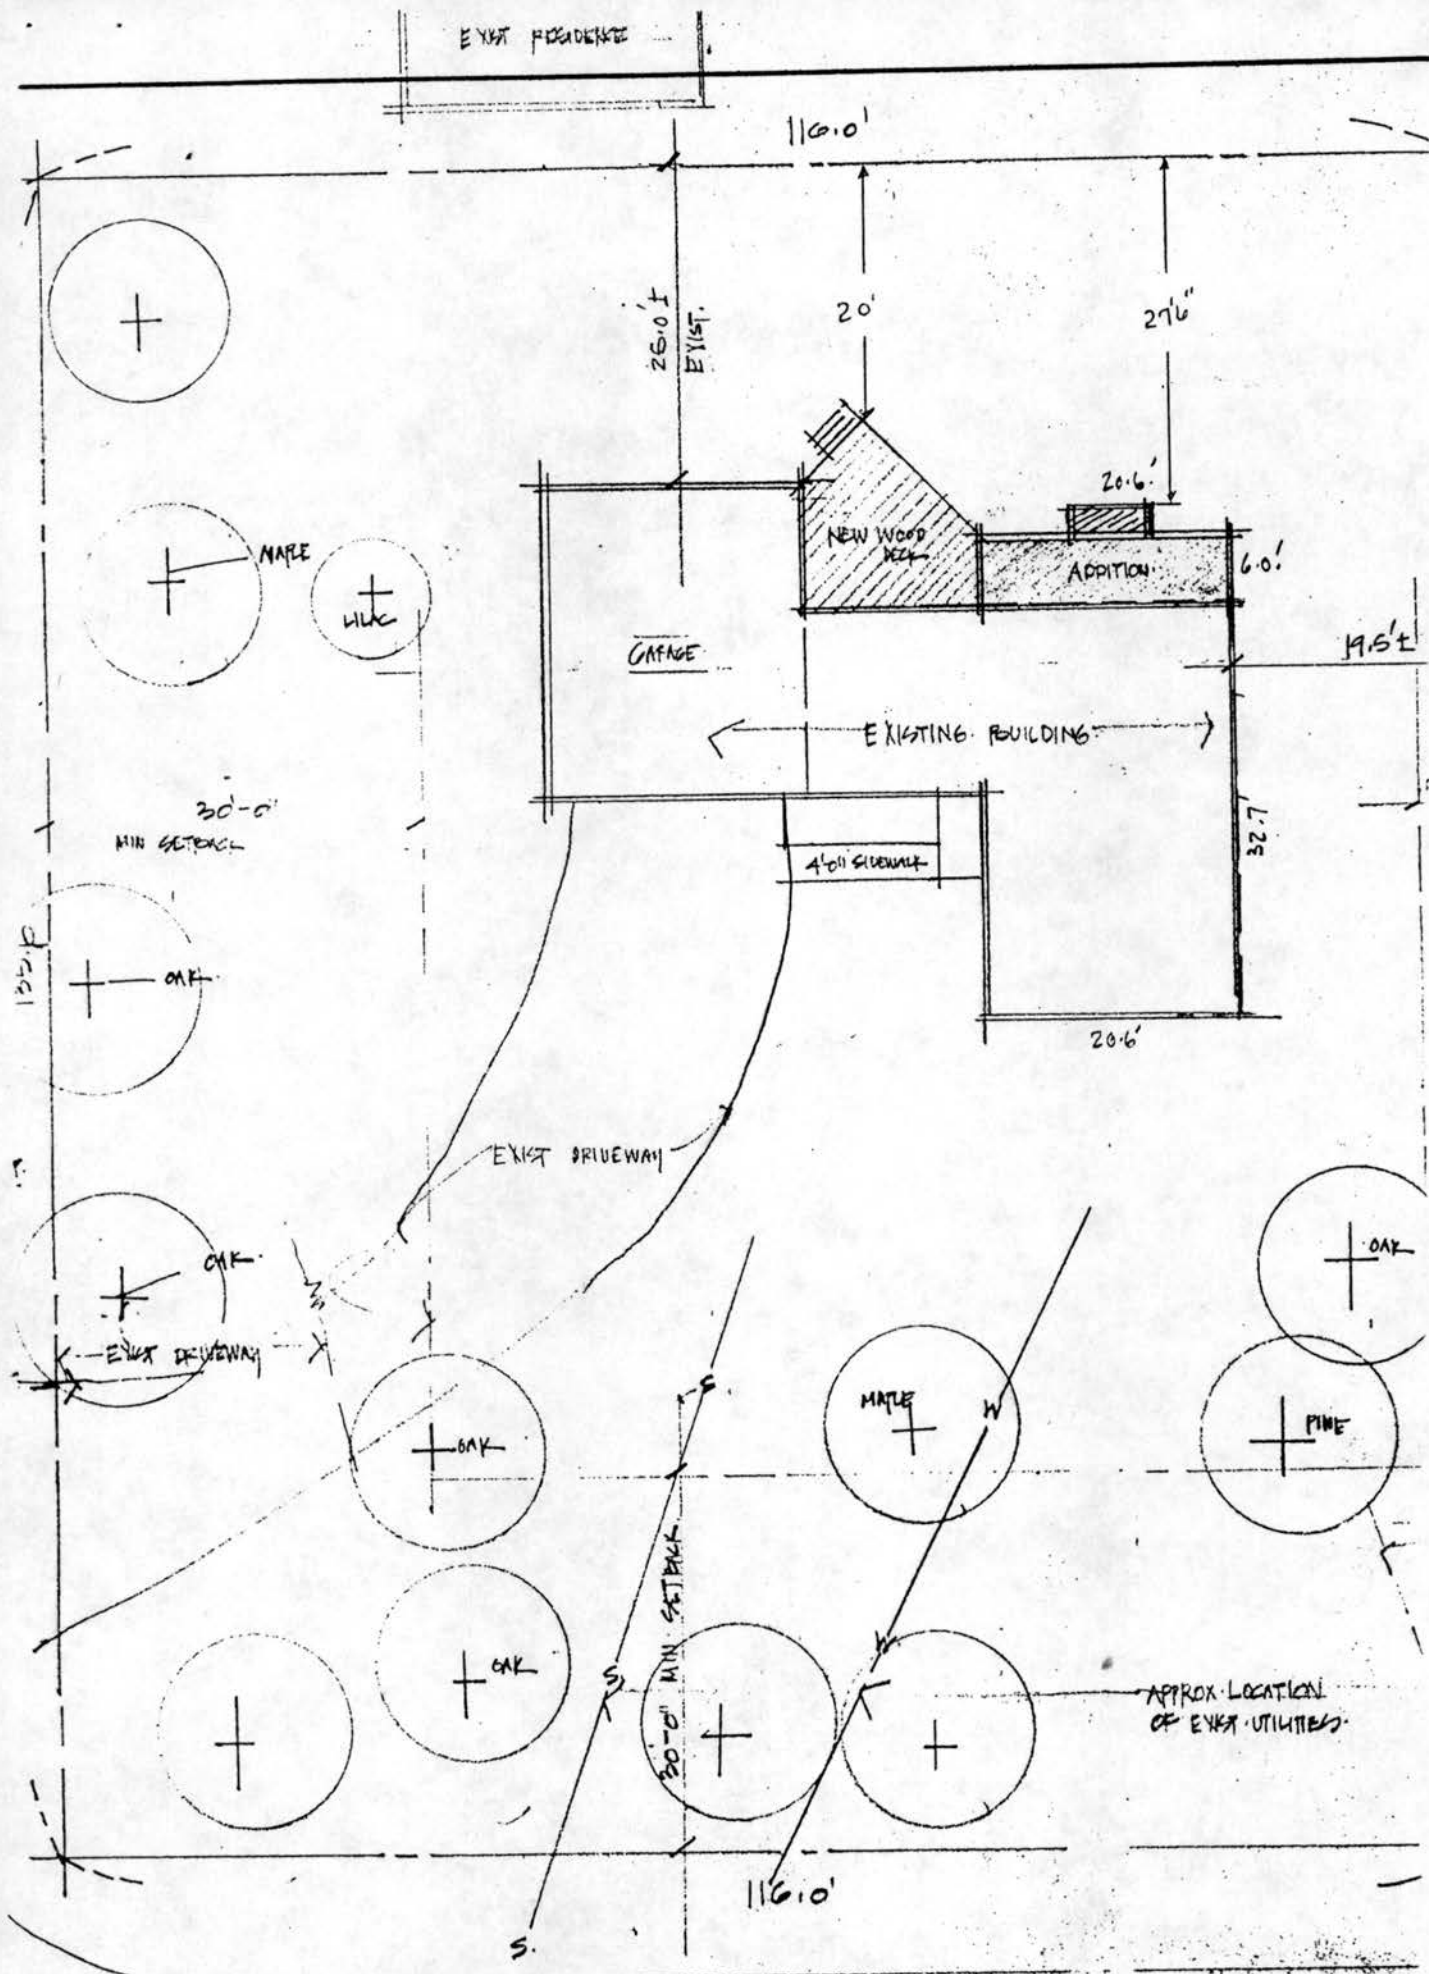 EXIST RESIDENCE
116.0'
26.0'±
EXIST.
20'
27'6"
20.6'
NEW WOOD
DECK
ADDITION
6.0'
MAPLE
LILAC
GARAGE
19.5'±
EXISTING BUILDING
30'-0"
MIN SETBACK
4'0" SIDEWALK
32.7
OAK
20.6'
EXIST DRIVEWAY
OAK
OAK
EXIST DRIVEWAY
S
MAPLE
W
PINE
OAK
30'-0" MIN SETBACK
W
OAK
S
APPROX LOCATION
OF EXIST UTILITIES
116.0'
S.